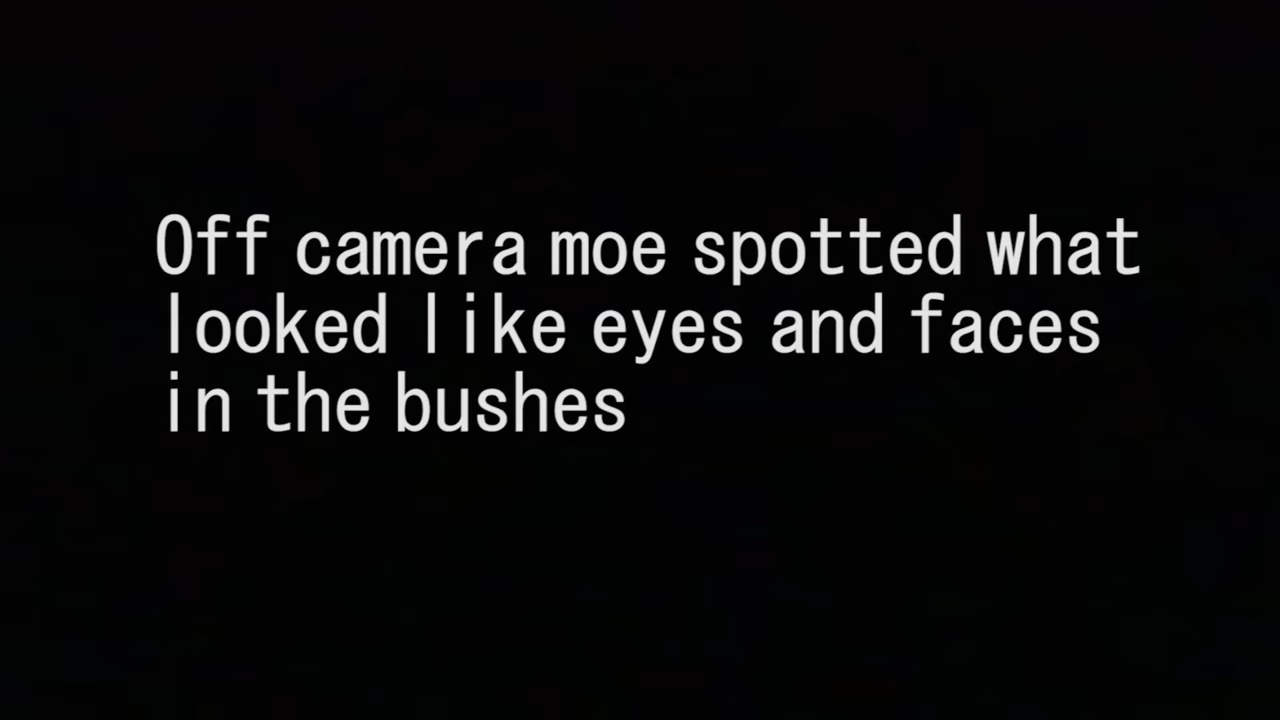 Off camera moe spotted what
looked like eyes and faces
in the bushes